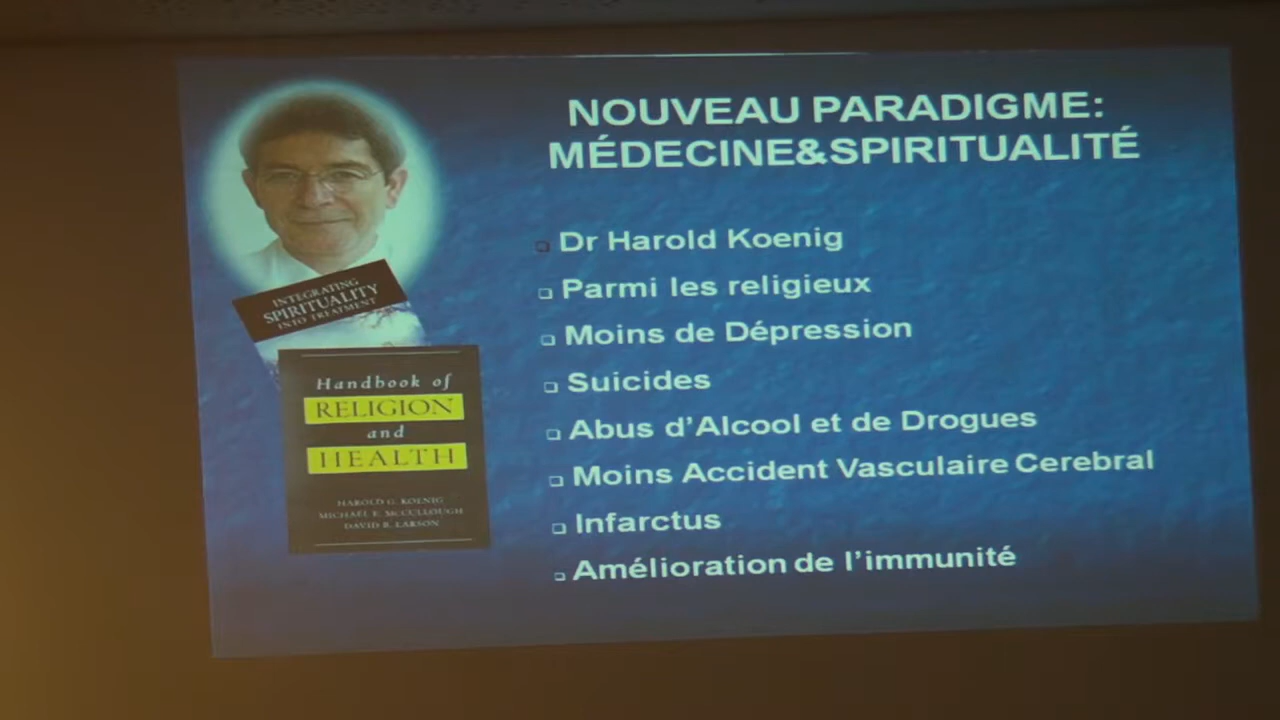 NOUVEAU PARADIGME:
MÉDECINE&SPIRITUALITÉ
Dr Harold Koenig
Parmi les religieux
Moins de Dépression
Suicides
Abus d'Alcool et de Drogues
Moins Accident Vasculaire Cerebral
Infarctus
Amélioration de l'immunité
INTEGRATING
SPIRITUALITY
INTO TREATMENT
Handbook of
RELIGION
and
HEALTH
HAROLD G. KOENIG
MICHAEL E. MCCULLOUGH
DAVID B. LARSON